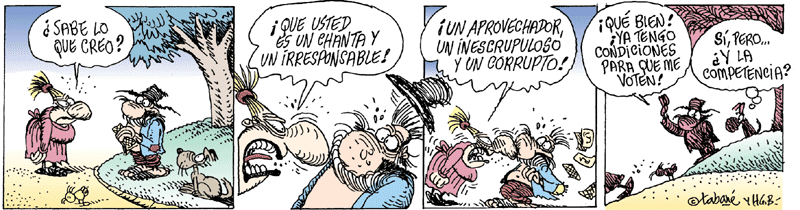 ¿SABE LO
QUE CREO?
¡QUE USTED
ES UN CHANTA Y
UN IRRESPONSABLE!
¡UN APROVECHADOR,
UN INESCRUPULOSO
Y UN CORRUPTO!
¡QUÉ BIEN!
¡YA TENGO
CONDICIONES
PARA QUE ME
VOTEN!
SÍ, PERO...
¿Y LA
COMPETENCIA?
©tabaré Y HGB-